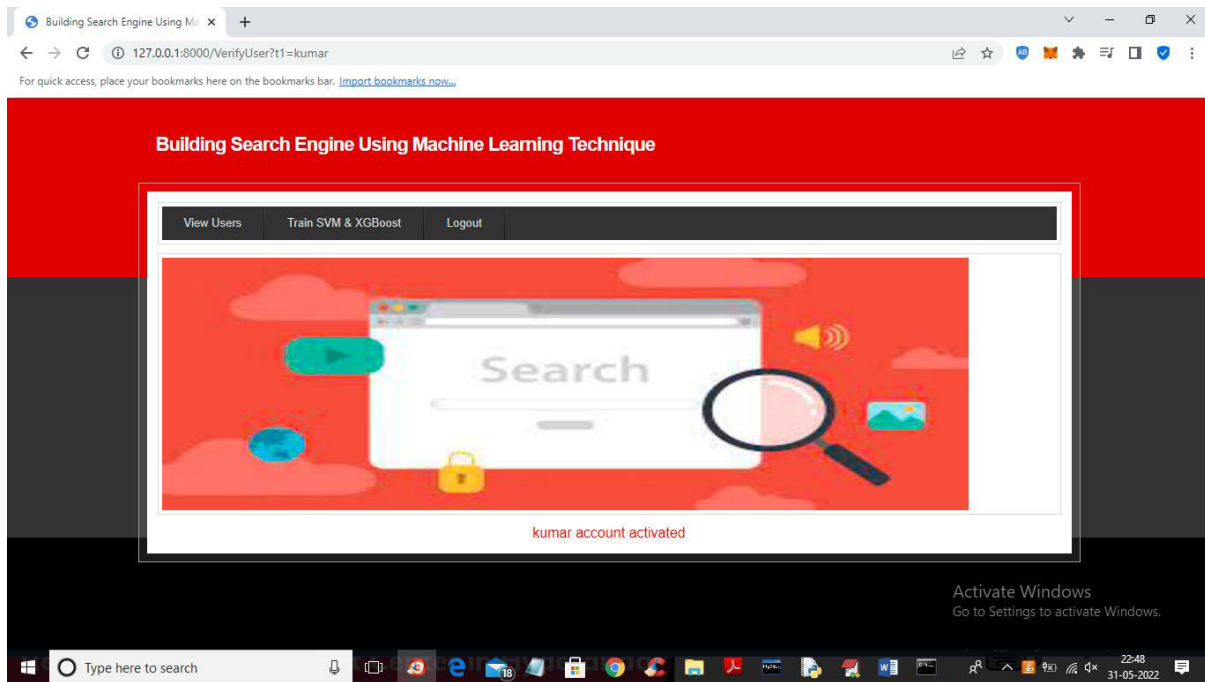 Building Search Engine Using Ma
127.0.0.1:8000/VerifyUser?t1=kumar
For quick access, place your bookmarks here on the bookmarks bar. Import bookmarks now...
Building Search Engine Using Machine Learning Technique
View Users Train SVM & XGBoost Logout
Search
kumar account activated
Activate Windows
Go to Settings to activate Windows.
Type here to search
18
22:48
31-05-2022